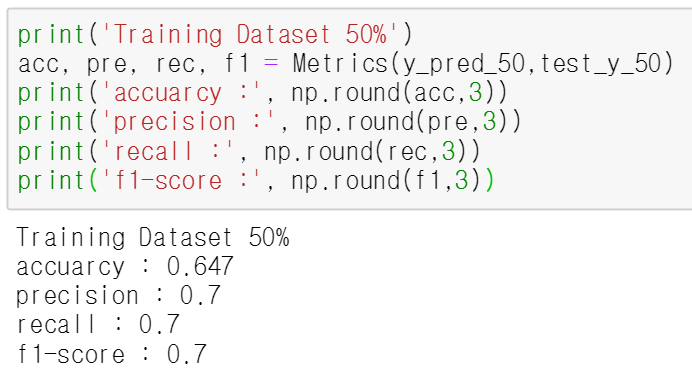 print('Training Dataset 50%')
acc, pre, rec, f1 = Metrics(y_pred_50,test_y_50)
print('accuarcy :', np.round(acc,3))
print('precision :', np.round(pre,3))
print('recall :', np.round(rec,3))
print('f1-score :', np.round(f1,3))
Training Dataset 50%
accuarcy : 0.647
precision : 0.7
recall : 0.7
f1-score : 0.7